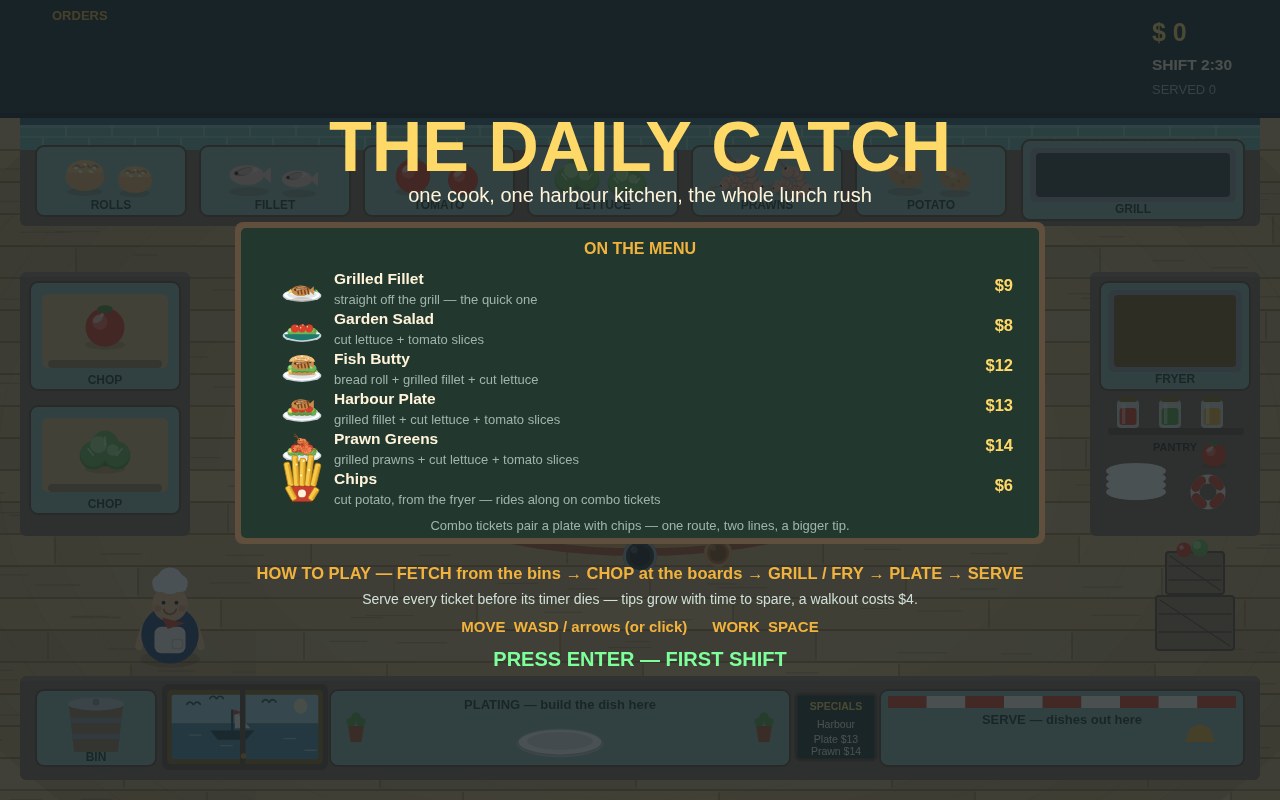 ORDERS
$ 0
SHIFT 2:30
SERVED 0
THE DAILY CATCH
one cook, one harbour kitchen, the whole lunch rush
ROLLS
FILLET
TOMATO
LETTUCE
PRAWNS
POTATO
GRILL
ON THE MENU
Grilled Fillet
straight off the grill — the quick one
$9
Garden Salad
cut lettuce + tomato slices
$8
Fish Butty
bread roll + grilled fillet + cut lettuce
$12
Harbour Plate
grilled fillet + cut lettuce + tomato slices
$13
Prawn Greens
grilled prawns + cut lettuce + tomato slices
$14
Chips
cut potato, from the fryer — rides along on combo tickets
$6
Combo tickets pair a plate with chips — one route, two lines, a bigger tip.
CHOP
CHOP
FRYER
PANTRY
HOW TO PLAY — FETCH from the bins → CHOP at the boards → GRILL / FRY → PLATE → SERVE
Serve every ticket before its timer dies — tips grow with time to spare, a walkout costs $4.
MOVE WASD / arrows (or click) WORK SPACE
PRESS ENTER — FIRST SHIFT
BIN
PLATING — build the dish here
SPECIALS
Harbour
Plate $13
Prawn $14
SERVE — dishes out here